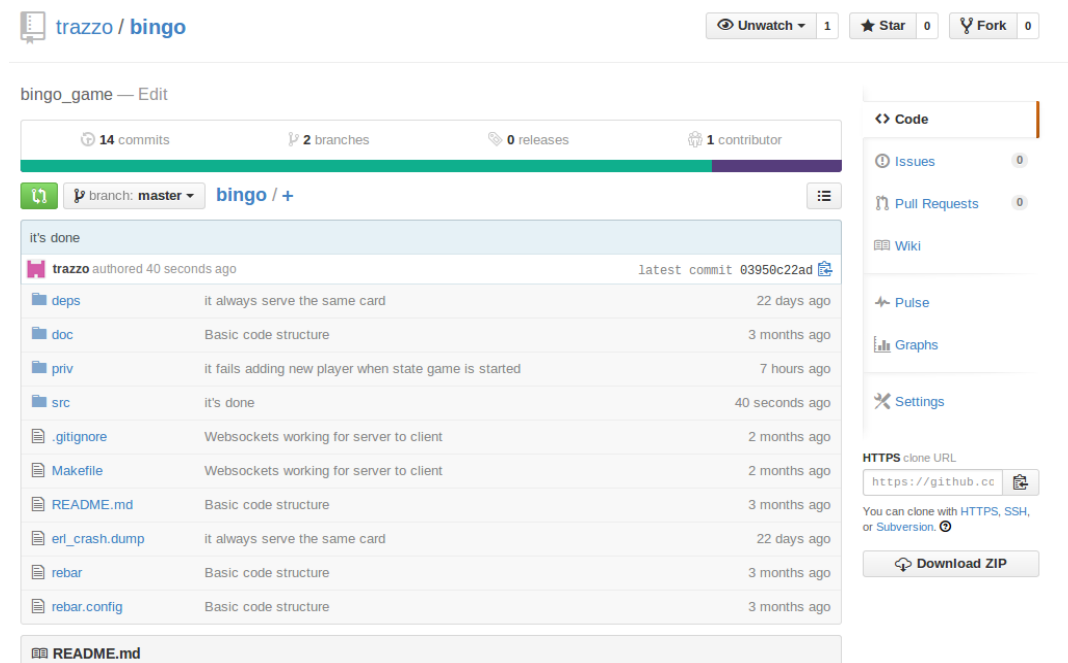 trazzo / bingo
Unwatch 1 Star 0 Fork 0
bingo_game — Edit
14 commits 2 branches 0 releases 1 contributor
branch: master bingo / +
it's done
trazzo authored 40 seconds ago latest commit 03950c22ad
deps it always serve the same card 22 days ago
doc Basic code structure 3 months ago
priv it fails adding new player when state game is started 7 hours ago
src it's done 40 seconds ago
.gitignore Websockets working for server to client 2 months ago
Makefile Websockets working for server to client 2 months ago
README.md Basic code structure 3 months ago
erl_crash.dump it always serve the same card 22 days ago
rebar Basic code structure 3 months ago
rebar.config Basic code structure 3 months ago
README.md
Code
Issues 0
Pull Requests 0
Wiki
Pulse
Graphs
Settings
HTTPS clone URL
https://github.cc
You can clone with HTTPS, SSH,
or Subversion.
Download ZIP